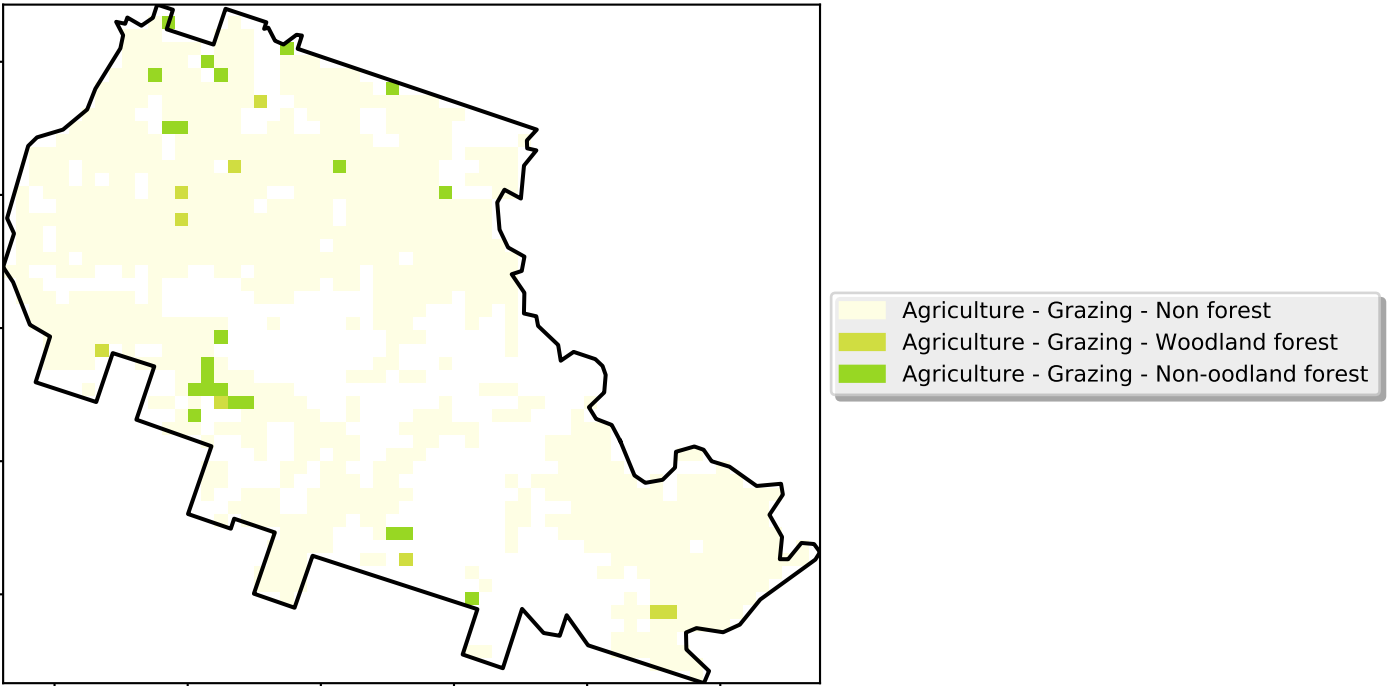 Agriculture - Grazing - Non forest
Agriculture - Grazing - Woodland forest
Agriculture - Grazing - Non-oodland forest